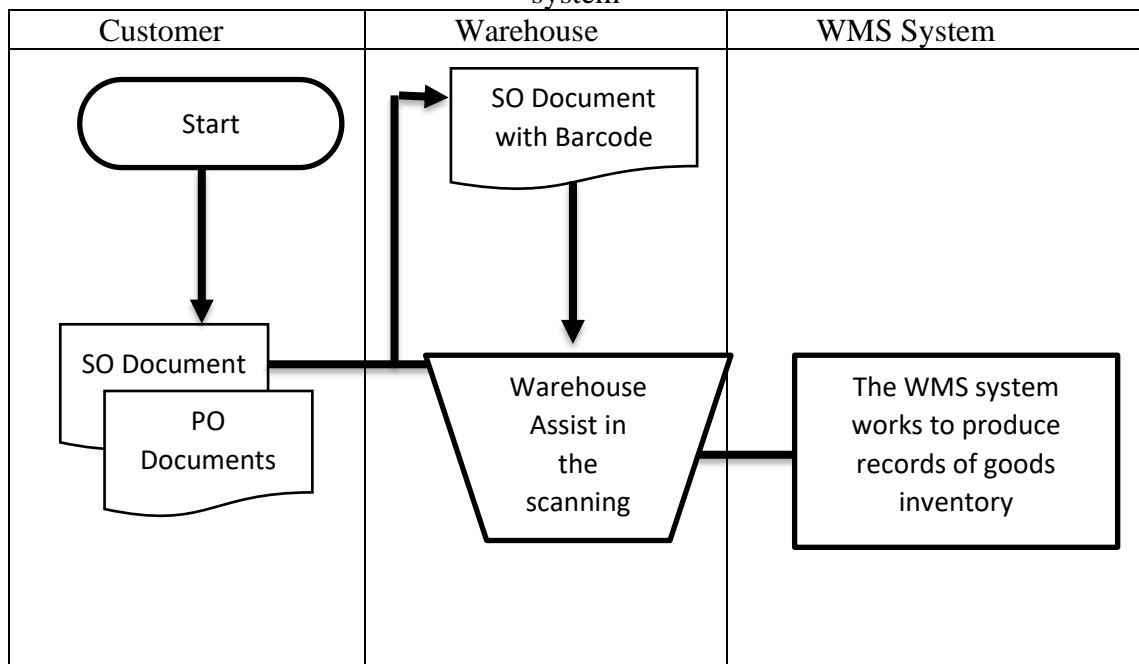 system
Customer
Warehouse
WMS System
Start
SO Document
with Barcode
SO Document
PO
Documents
Warehouse
Assist in
the
scanning
The WMS system
works to produce
records of goods
inventory